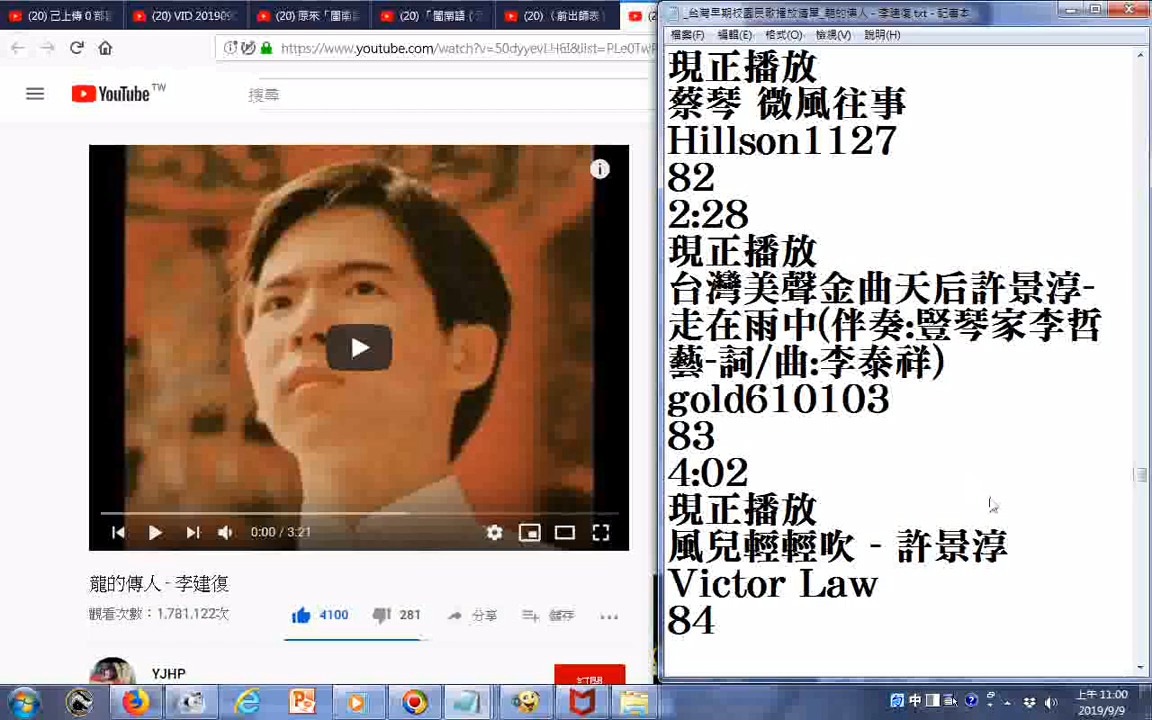 (20) 己上傳 0 部
(20) VID 201909
(20) 原來「閩南
(20) 「閩南語 (
(20) (前出師表)
_台灣早期校園民歌播放清單_龍的傳人 - 李建復.txt - 記事本
https://www.youtube.com/watch?v=
檔案(F) 編輯(E) 格式(O) 檢視(V) 說明(H)
YouTube TW
搜尋
現正播放
蔡琴 微風往事
Hillson1127
82
2:28
現正播放
台灣美聲金曲天后許景淳-
走在雨中(伴奏:豎琴家李哲
藝-詞/曲:李泰祥)
gold610103
83
4:02
現正播放
風兒輕輕吹 - 許景淳
Victor Law
84
0:00 / 3:21
龍的傳人 - 李建復
觀看次數：1,781,122次
4100
281
分享
儲存
YJHP
訂閱
中
上午 11:00
2019/9/9